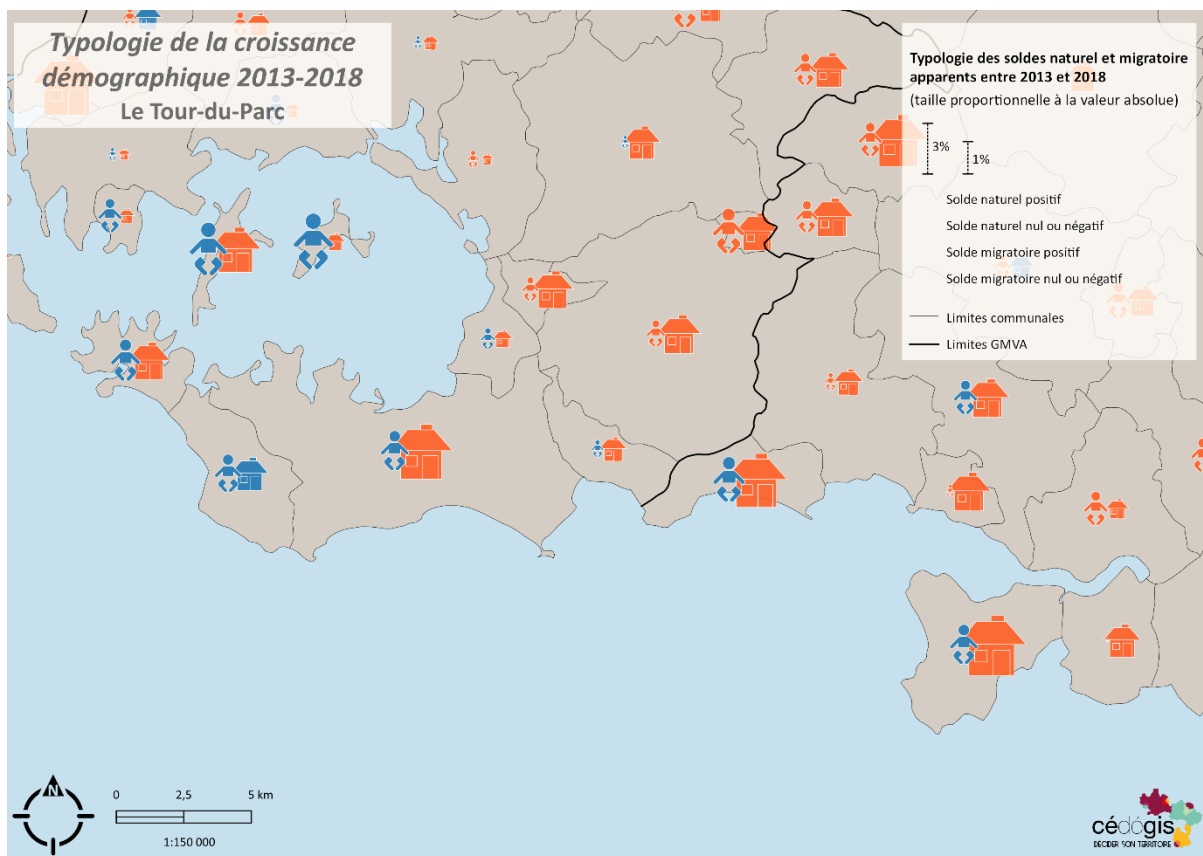 Typologie de la croissance
démographique 2013-2018
Le Tour-du-Parc
Typologie des soldes naturel et migratoire
apparents entre 2013 et 2018
(taille proportionnelle à la valeur absolue)
3%
1%
Solde naturel positif
Solde naturel nul ou négatif
Solde migratoire positif
Solde migratoire nul ou négatif
Limites communales
Limites GMVA
N
0 2,5 5 km
1:150 000
cédégis
DÉCIDER SON TERRITOIRE